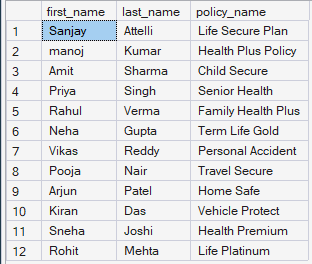 first_name last_name policy_name
1 Sanjay Attelli Life Secure Plan
2 manoj Kumar Health Plus Policy
3 Amit Sharma Child Secure
4 Priya Singh Senior Health
5 Rahul Verma Family Health Plus
6 Neha Gupta Term Life Gold
7 Vikas Reddy Personal Accident
8 Pooja Nair Travel Secure
9 Arjun Patel Home Safe
10 Kiran Das Vehicle Protect
11 Sneha Joshi Health Premium
12 Rohit Mehta Life Platinum